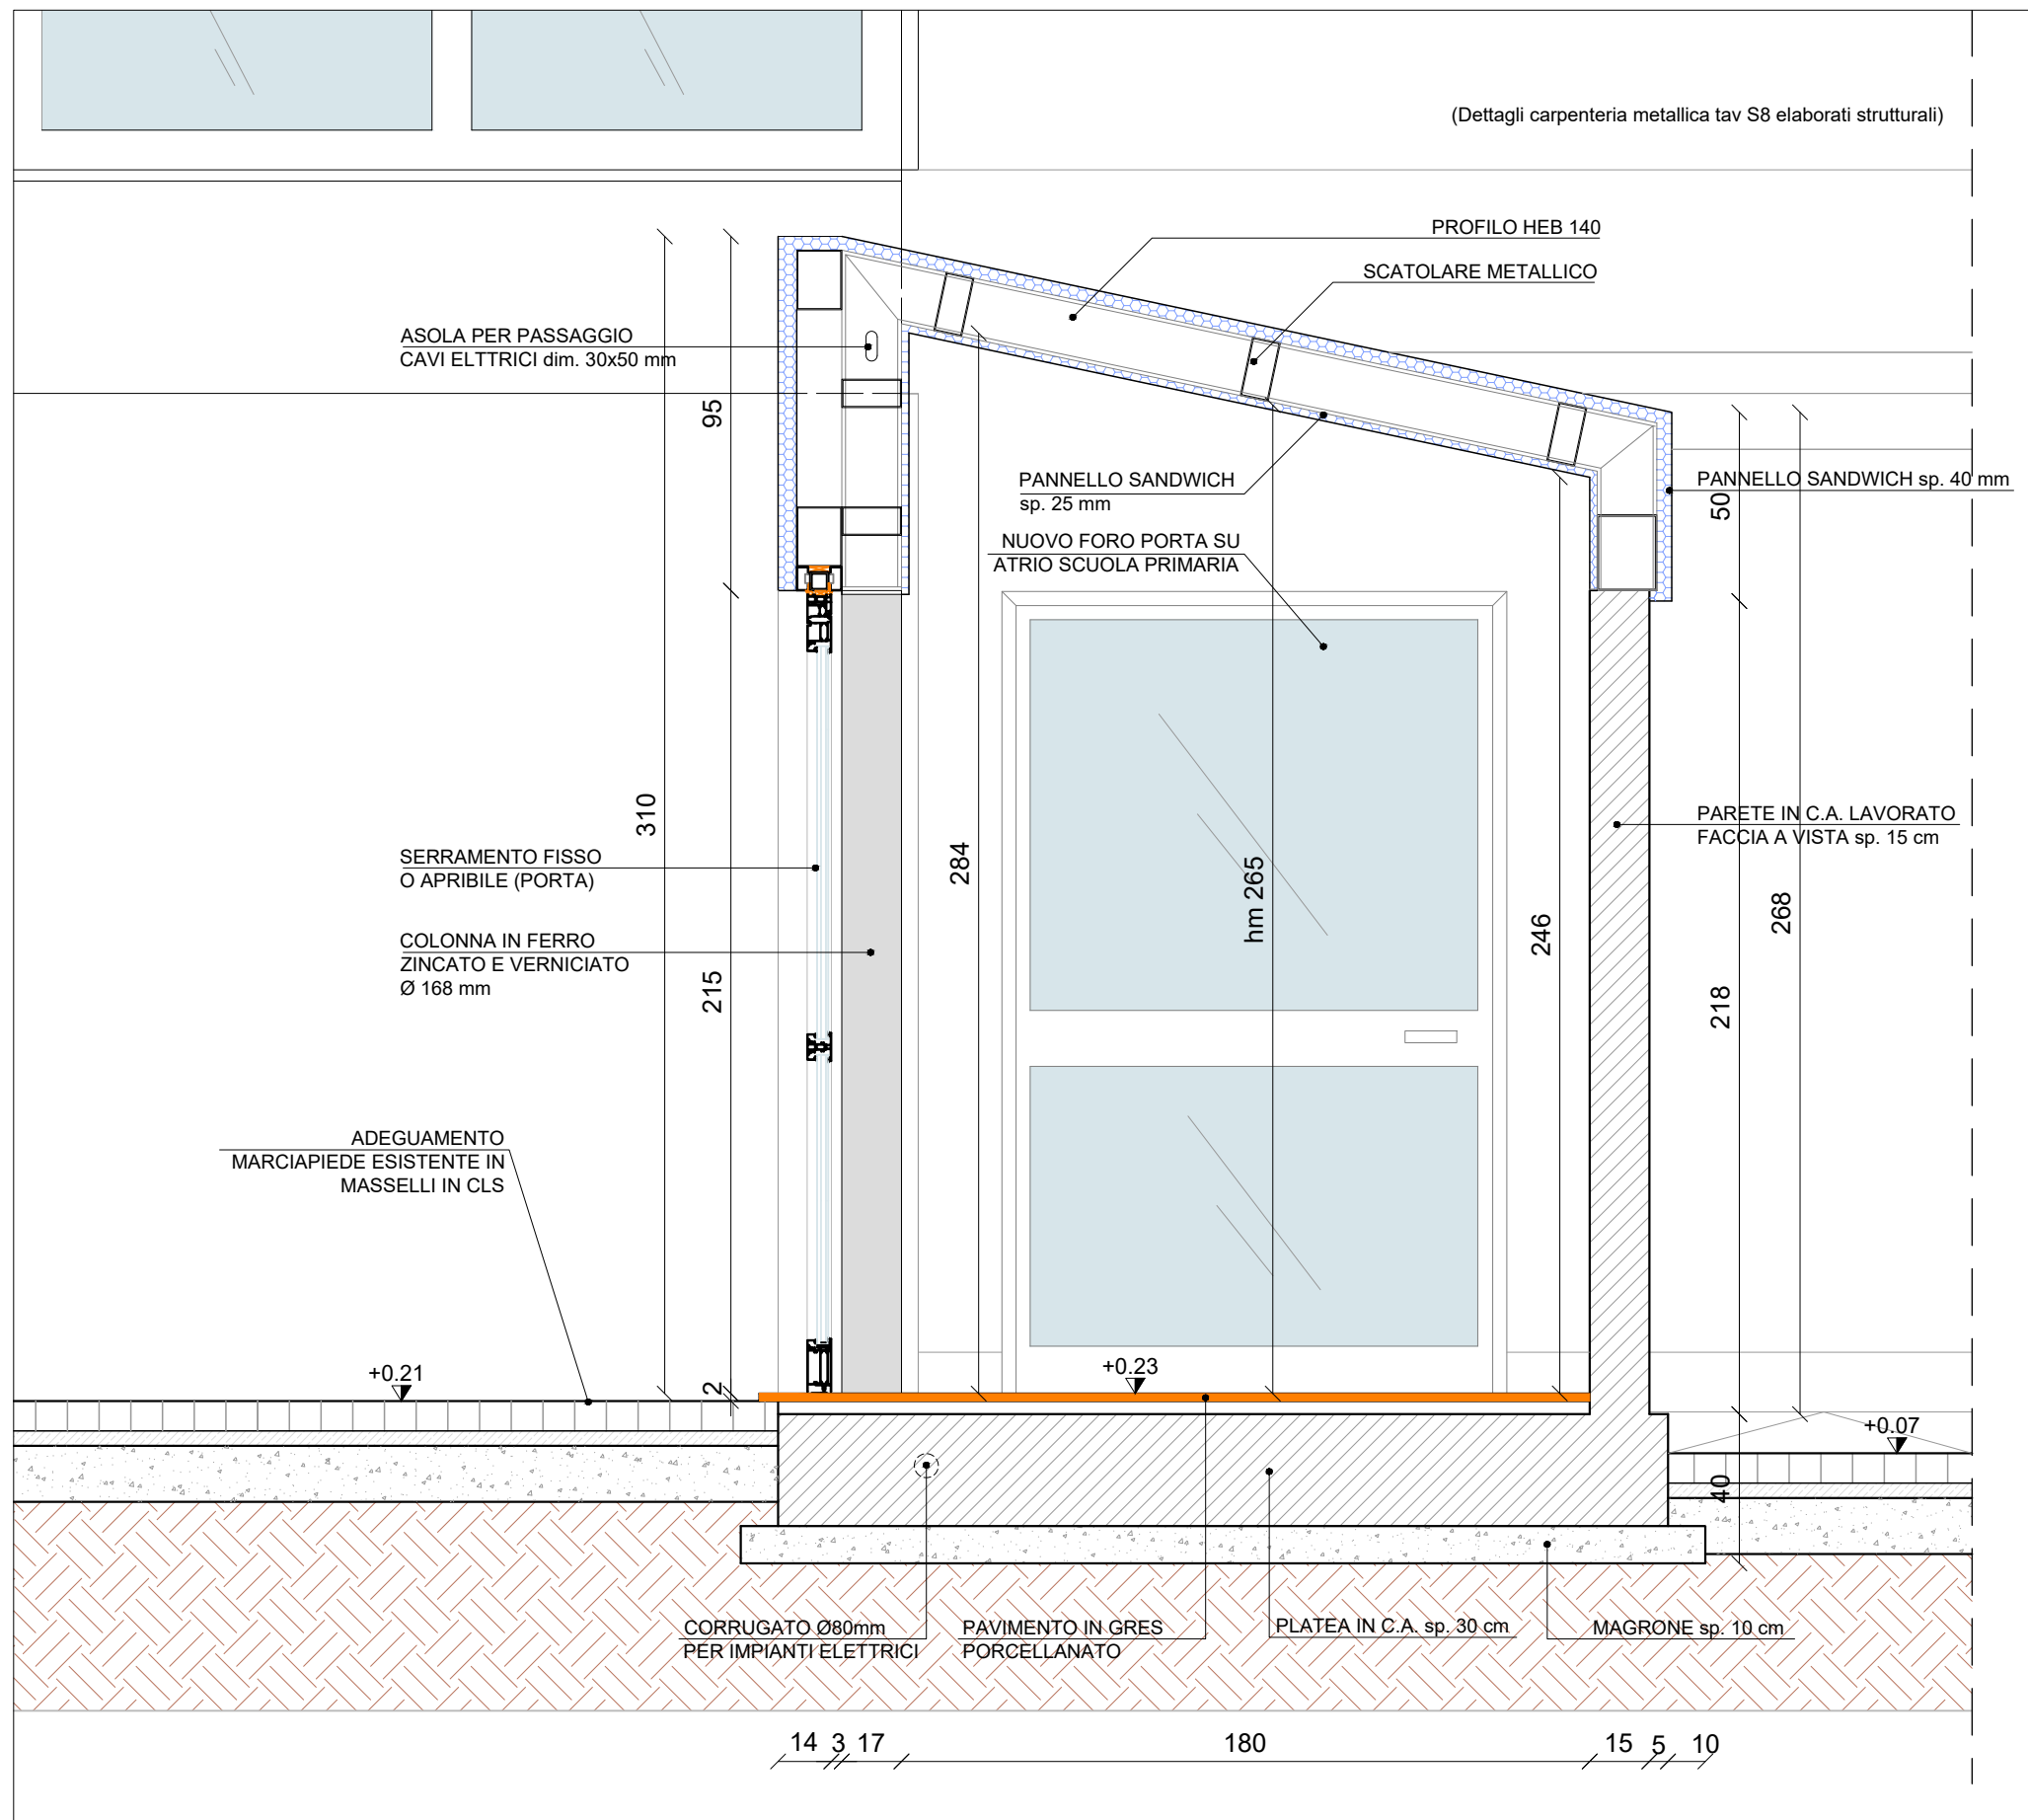 (Dettagli carpenteria metallica tav S8 elaborati strutturali)
PROFILO HEB 140
SCATOLARE METALLICO
ASOLA PER PASSAGGIO
CAVI ELTTRICI dim. 30x50 mm
95
PANNELLO SANDWICH
sp. 25 mm
PANNELLO SANDWICH sp. 40 mm
50
NUOVO FORO PORTA SU
ATRIO SCUOLA PRIMARIA
310
284
hm 265
246
268
PARETE IN C.A. LAVORATO
FACCIA A VISTA sp. 15 cm
SERRAMENTO FISSO
O APRIBILE (PORTA)
COLONNA IN FERRO
ZINCATO E VERNICIATO
Ø 168 mm
215
218
ADEGUAMENTO
MARCIAPIEDE ESISTENTE IN
MASSELLI IN CLS
+0.21
2
+0.23
+0.07
40
CORRUGATO Ø80mm
PER IMPIANTI ELETTRICI
PAVIMENTO IN GRES
PORCELLANATO
PLATEA IN C.A. sp. 30 cm
MAGRONE sp. 10 cm
14 3 17 180 15 5 10